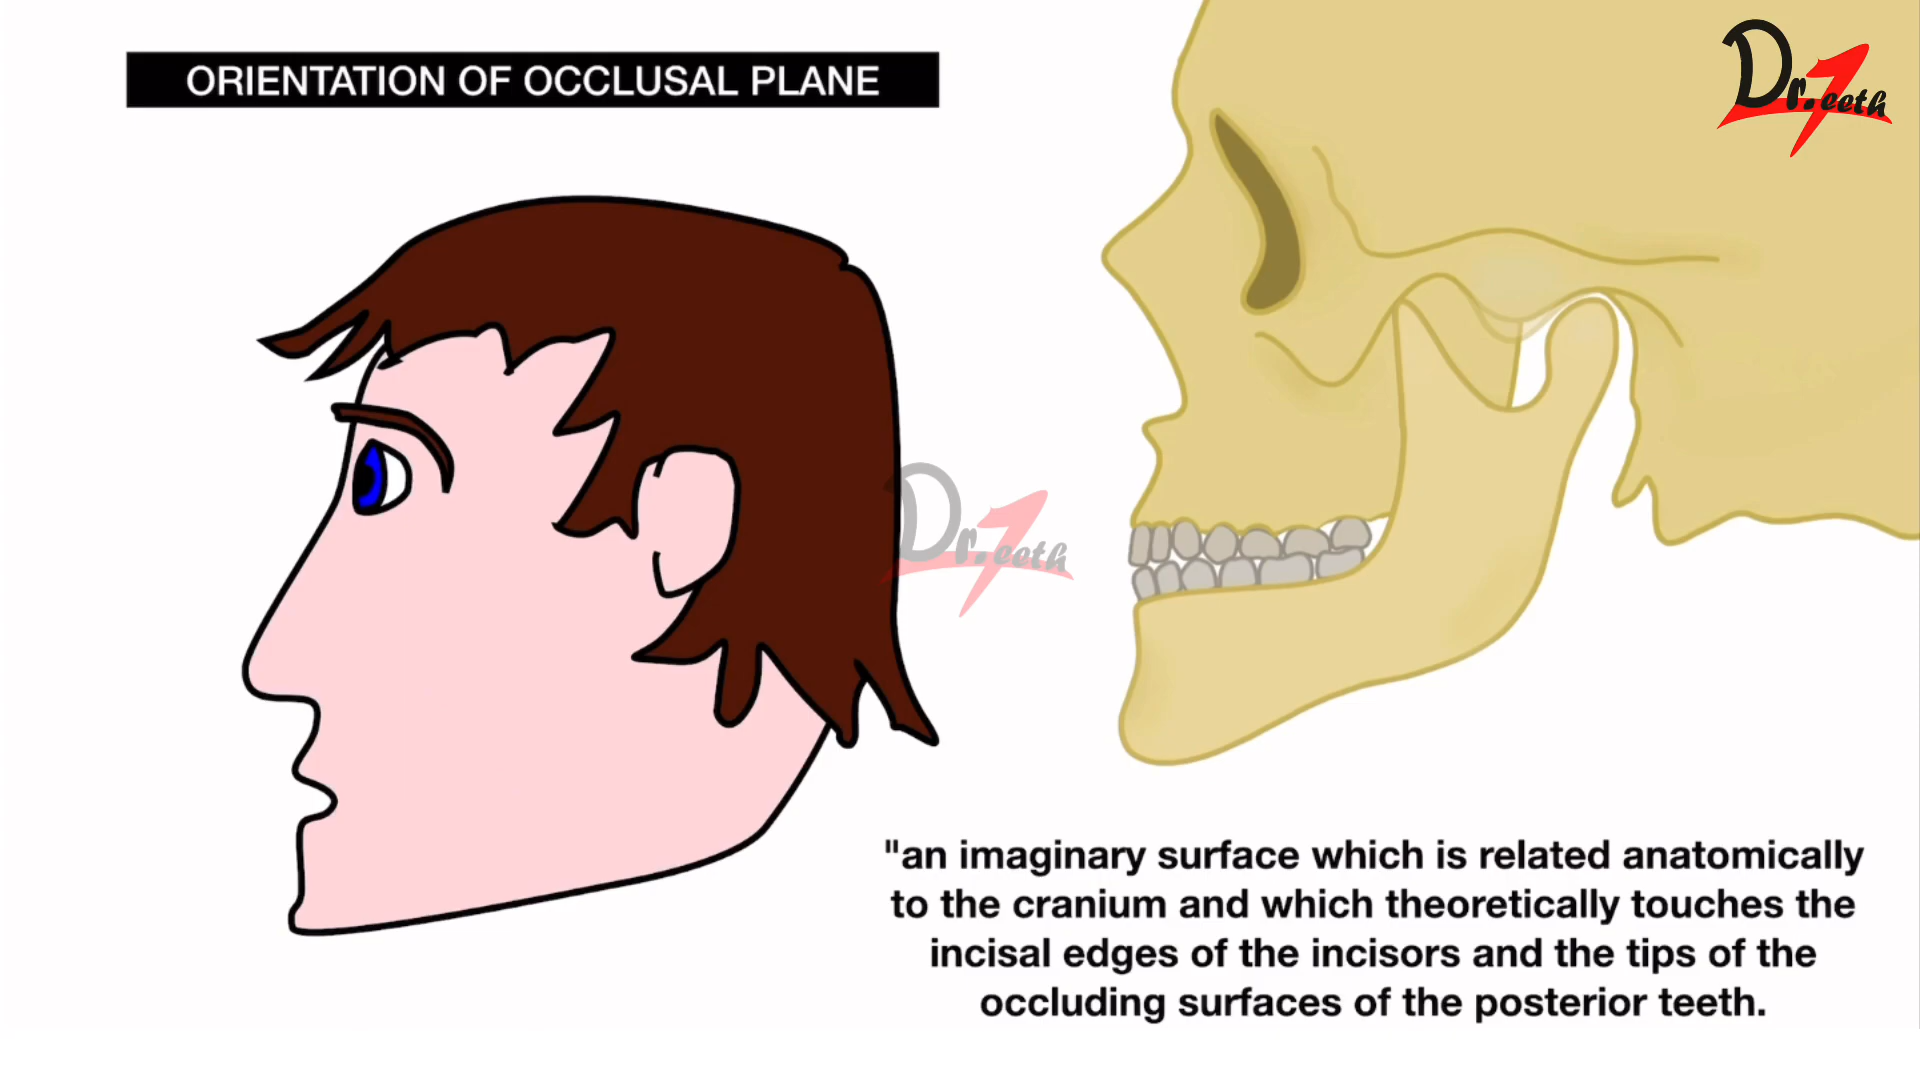 ORIENTATION OF OCCLUSAL PLANE
Dr.Teeth
Dr.Teeth
"an imaginary surface which is related anatomically
to the cranium and which theoretically touches the
incisal edges of the incisors and the tips of the
occluding surfaces of the posterior teeth.